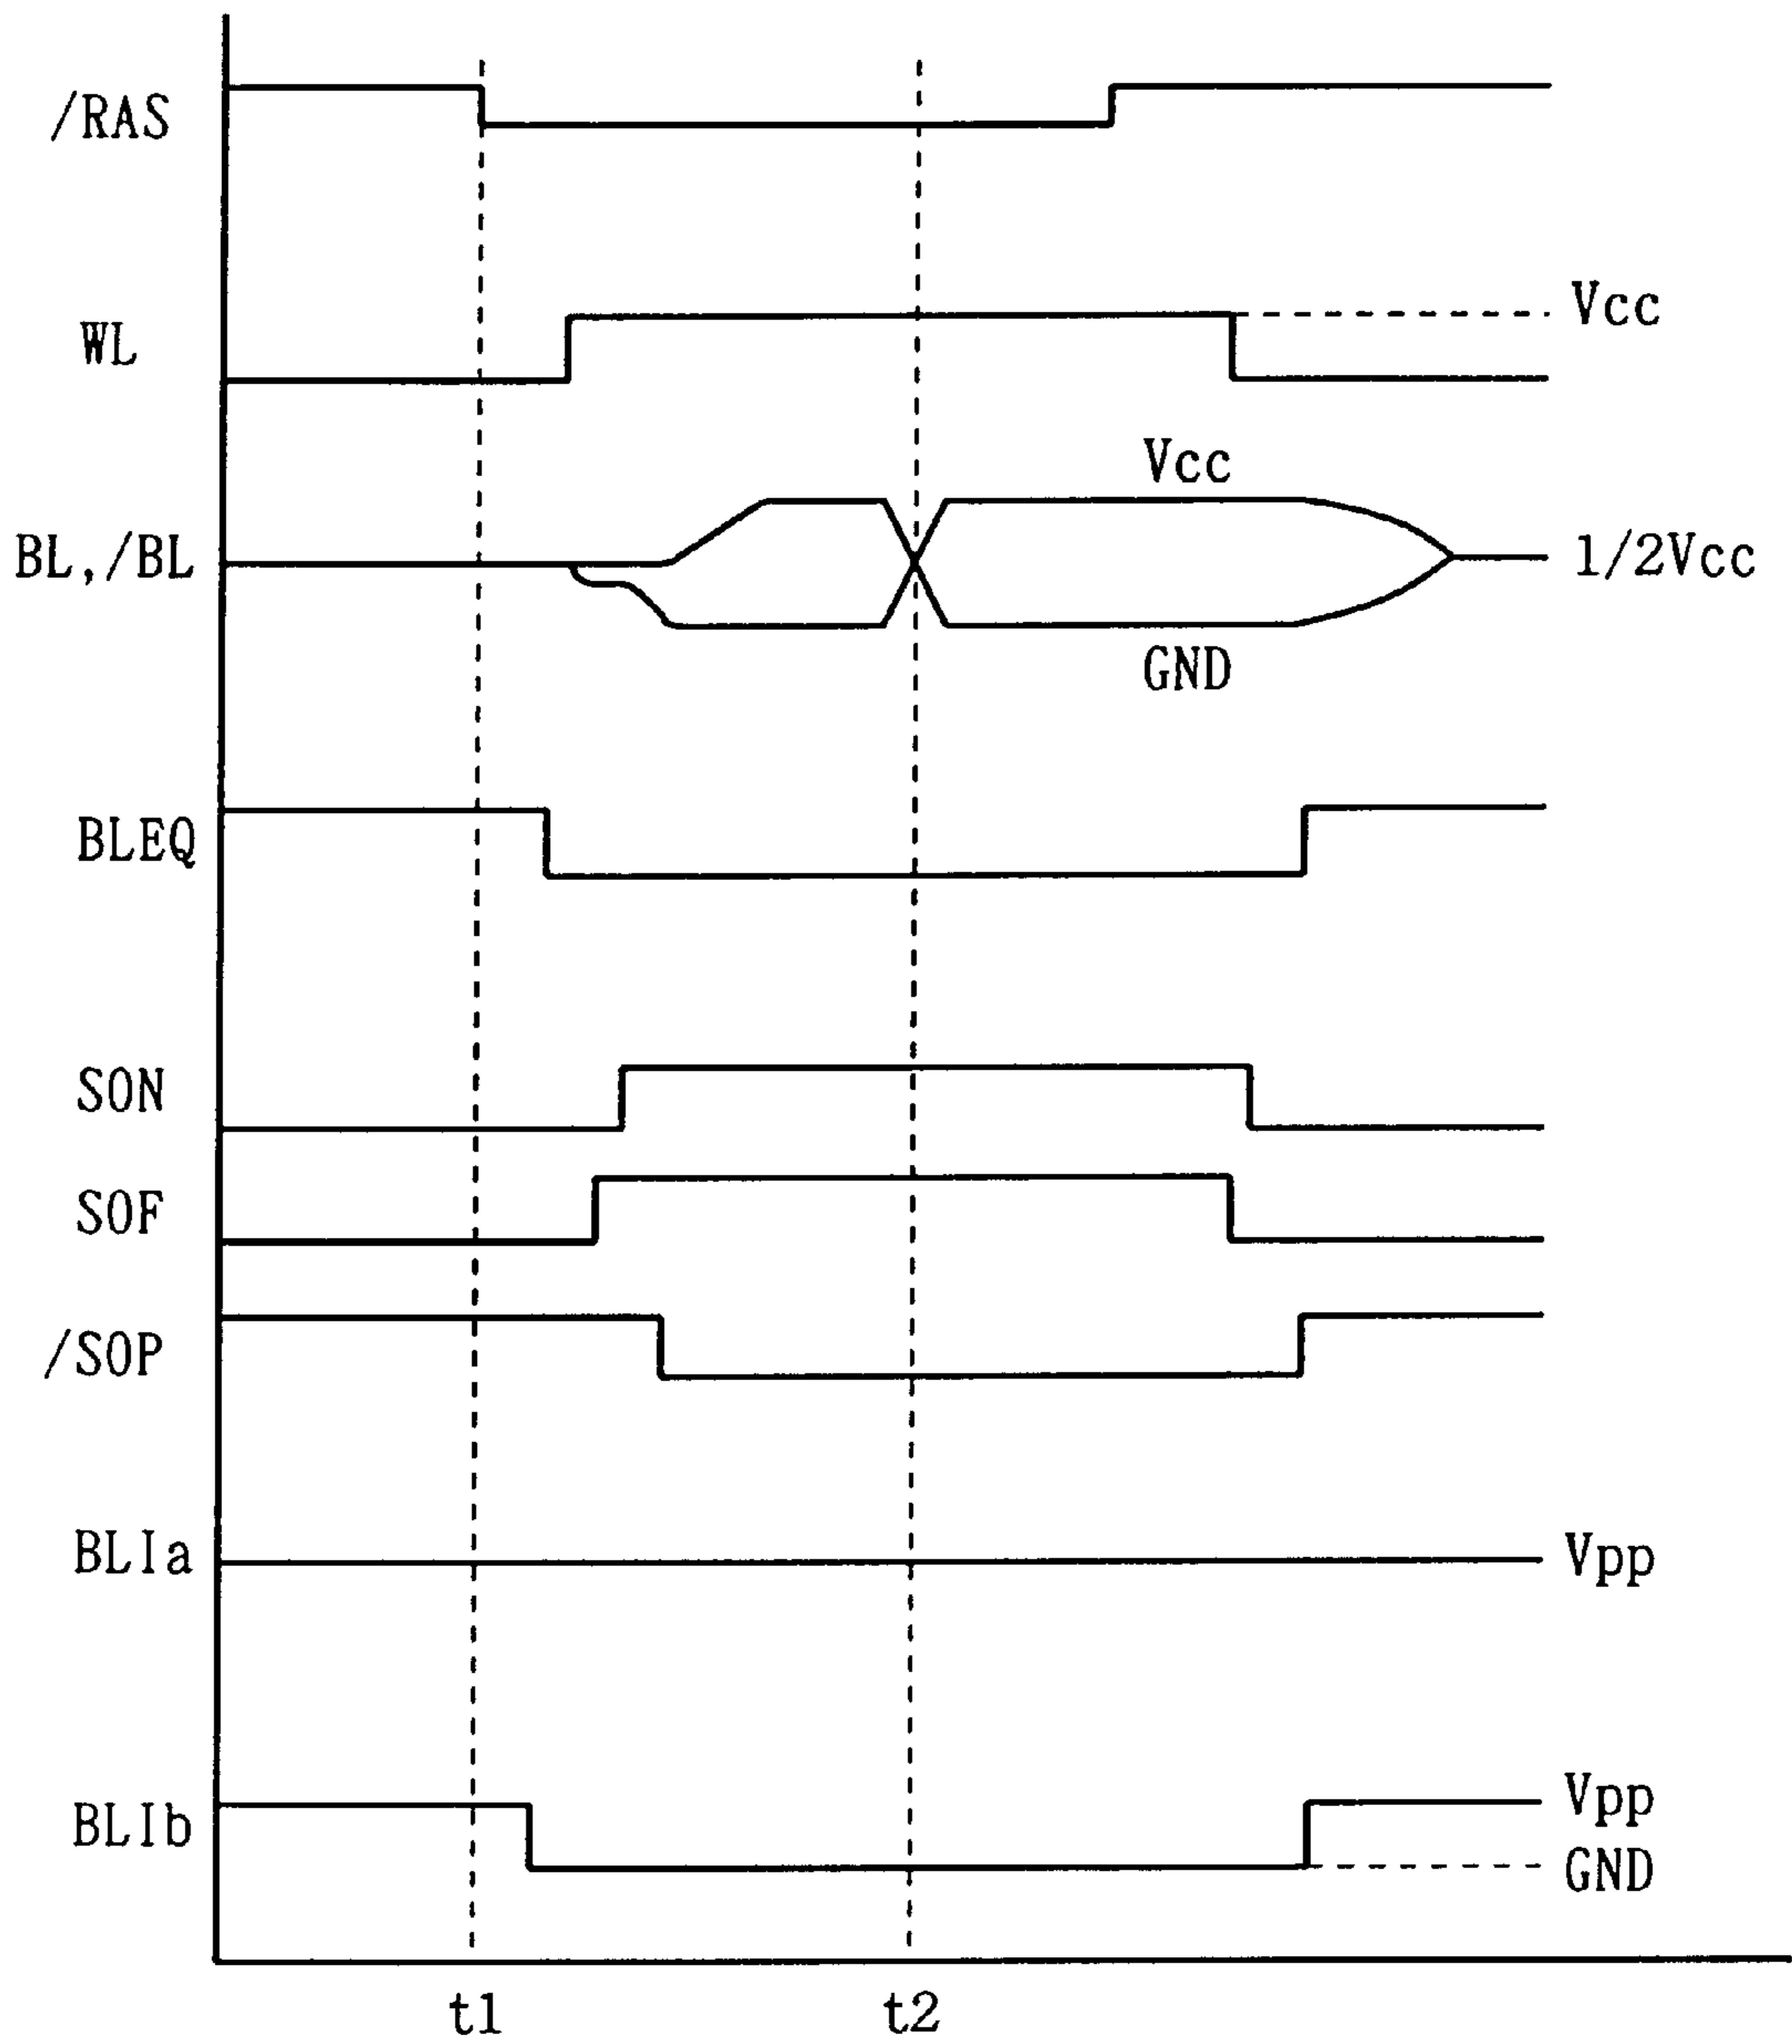 /RAS
WL
Vcc
Vcc
BL,/BL
1/2Vcc
GND
BLEQ
SON
SOF
/SOP
BLIa
Vpp
BLIb
Vpp
GND
t1
t2